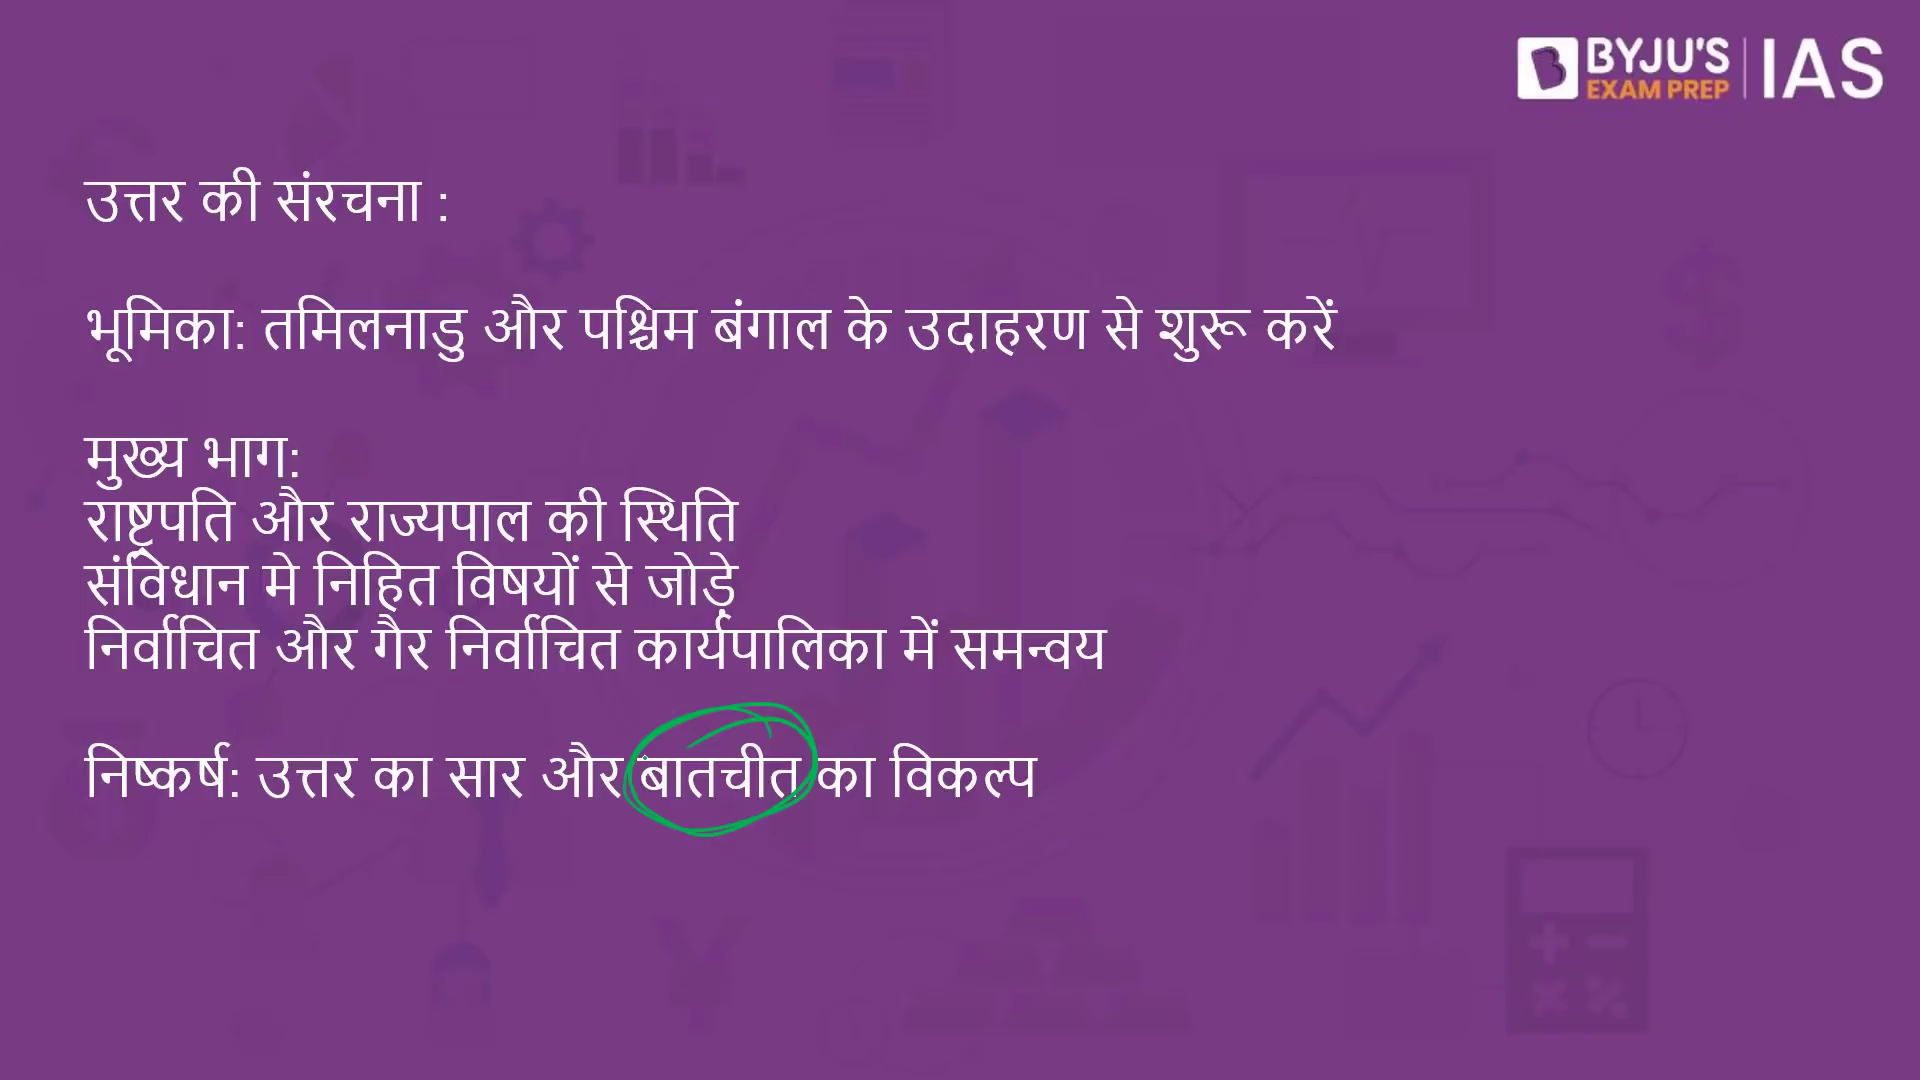 BYJU'S
EXAM PREP
IAS
उत्तर की संरचना :
भूमिका: तमिलनाडु और पश्चिम बंगाल के उदाहरण से शुरू करें
मुख्य भाग:
राष्ट्रपति और राज्यपाल की स्थिति
संविधान मे निहित विषयों से जोड़े
निर्वाचित और गैर निर्वाचित कार्यपालिका में समन्वय
निष्कर्ष: उत्तर का सार और बातचीत का विकल्प